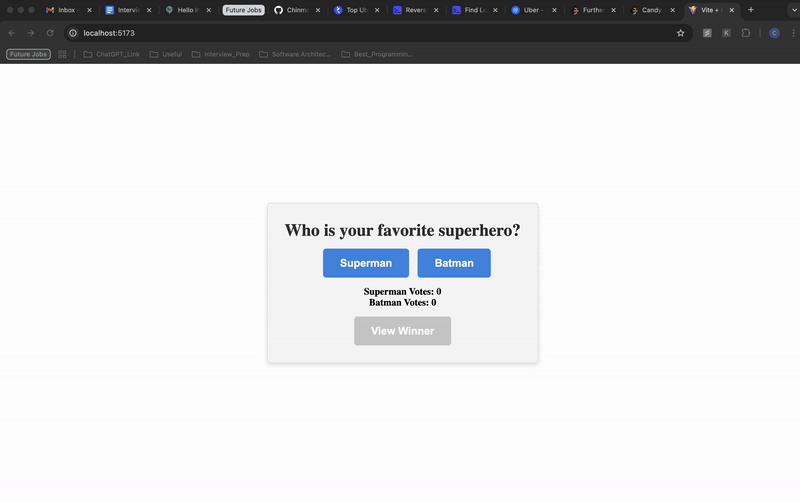 Inbox
Intervi
Hello I
Future Jobs
Chinm
Top Ub
Revers
Find Lo
Uber -
Furthe
Candy
Vite +
localhost:5173
K
C
Future Jobs
ChatGPT_Link
Useful
Interview_Prep
Software Architec...
Best_Programmin...
Who is your favorite superhero?
Superman Batman
Superman Votes: 0
Batman Votes: 0
View Winner